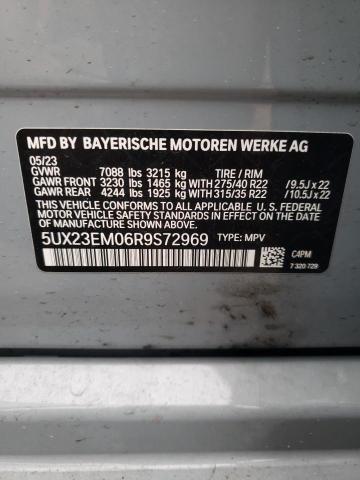 MFD BY BAYERISCHE MOTOREN WERKE AG
05/23
GVWR 7088 lbs 3215 kg TIRE / RIM
GAWR FRONT 3230 lbs 1465 kg WITH 275/40 R22 /9.5J x 22
GAWR REAR 4244 lbs 1925 kg WITH 315/35 R22 /10.5J x 22
THIS VEHICLE CONFORMS TO ALL APPLICABLE
U.S. FEDERAL MOTOR VEHICLE SAFETY STANDARDS
IN EFFECT ON THE DATE OF MANUFACTURE SHOWN ABOVE.
5UX23EM06R9S72969 TYPE: MPV
C4PM
7 320 729